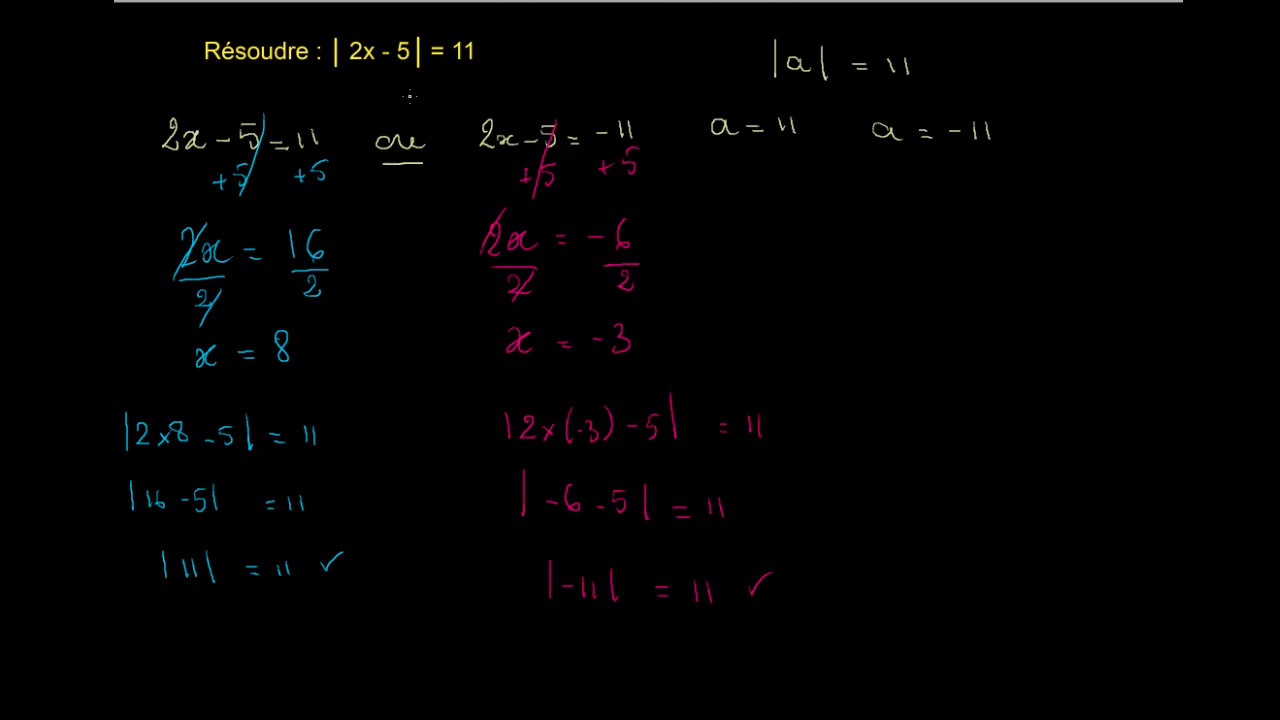 Résoudre : | 2x - 5| = 11
|a| = 11
2x - 5 = 11 ou 2x - 5 = -11
a = 11 a = -11
+5 +5 +5 +5
2x = 16 2x = -6
2 2 2 2
x = 8 x = -3
|2×8 - 5| = 11 |2×(-3) - 5| = 11
|16 - 5| = 11 |-6 - 5| = 11
|11| = 11 ✓ |-11| = 11 ✓